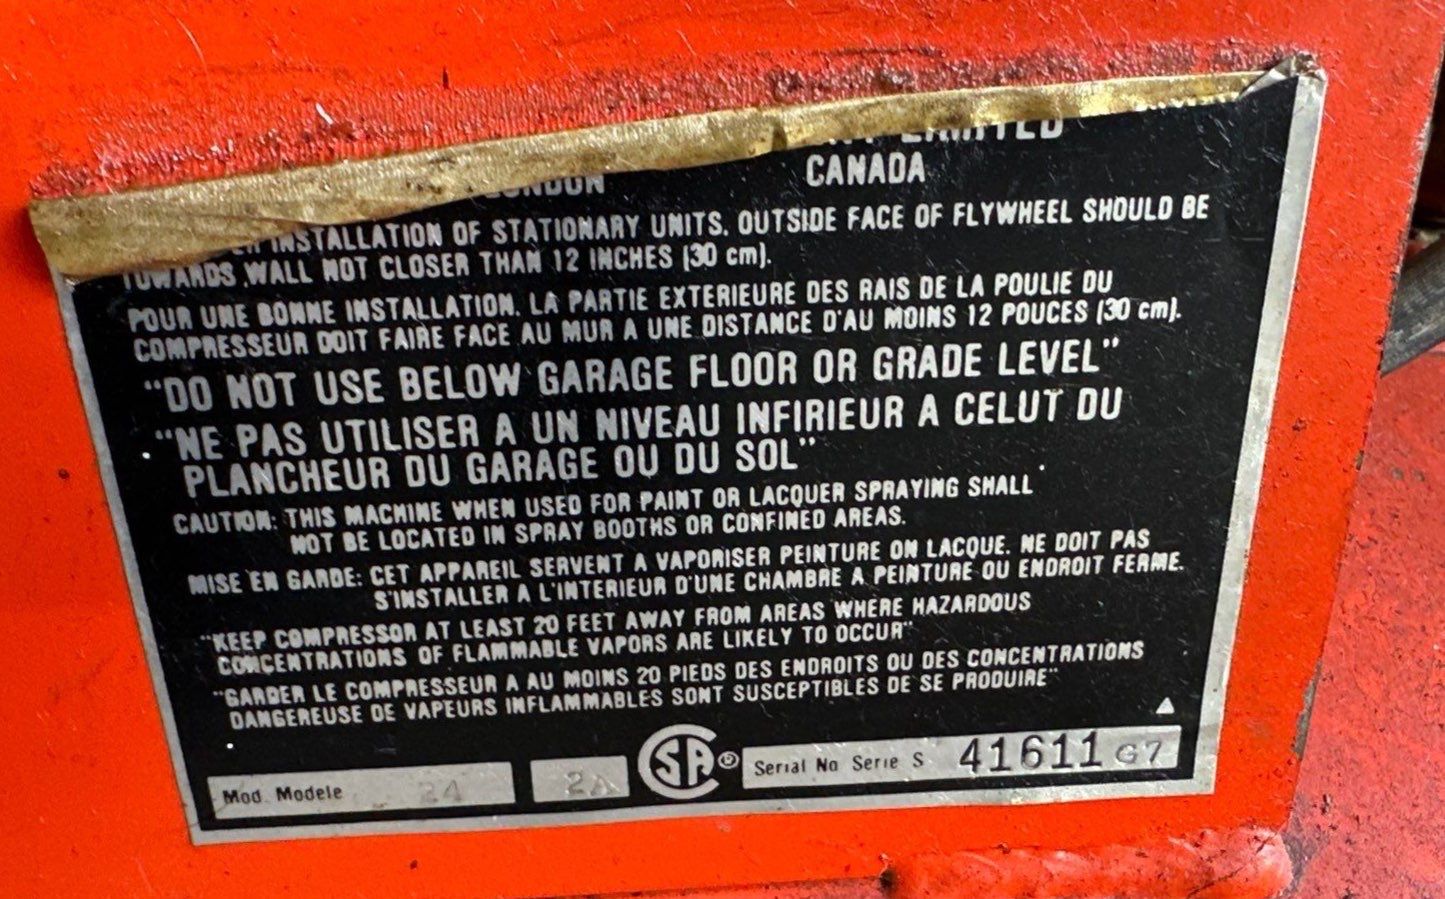 LIMITED
LONDON CANADA
INSTALLATION OF STATIONARY UNITS. OUTSIDE FACE OF FLYWHEEL SHOULD BE
TOWARDS WALL NOT CLOSER THAN 12 INCHES (30 cm).
POUR UNE BONNE INSTALLATION. LA PARTIE EXTERIEURE DES RAIS DE LA POULIE DU
COMPRESSEUR DOIT FAIRE FACE AU MUR A UNE DISTANCE D'AU MOINS 12 POUCES (30 cm).
"DO NOT USE BELOW GARAGE FLOOR OR GRADE LEVEL"
"NE PAS UTILISER A UN NIVEAU INFIRIEUR A CELUT DU
PLANCHEUR DU GARAGE OU DU SOL"
CAUTION: THIS MACHINE WHEN USED FOR PAINT OR LACQUER SPRAYING SHALL
NOT BE LOCATED IN SPRAY BOOTHS OR CONFINED AREAS.
MISE EN GARDE: CET APPAREIL SERVENT A VAPORISER PEINTURE ON LACQUE. NE DOIT PAS
S'INSTALLER A L'INTERIEUR D'UNE CHAMBRE A PEINTURE OU ENDROIT FERME.
"KEEP COMPRESSOR AT LEAST 20 FEET AWAY FROM AREAS WHERE HAZARDOUS
CONCENTRATIONS OF FLAMMABLE VAPORS ARE LIKELY TO OCCUR"
"GARDER LE COMPRESSEUR A AU MOINS 20 PIEDS DES ENDROITS OU DES CONCENTRATIONS
DANGEREUSE DE VAPEURS INFLAMMABLES SONT SUSCEPTIBLES DE SE PRODUIRE"
Mod. Modele 24 2A SA ® Serial No Serie S 41611 G7